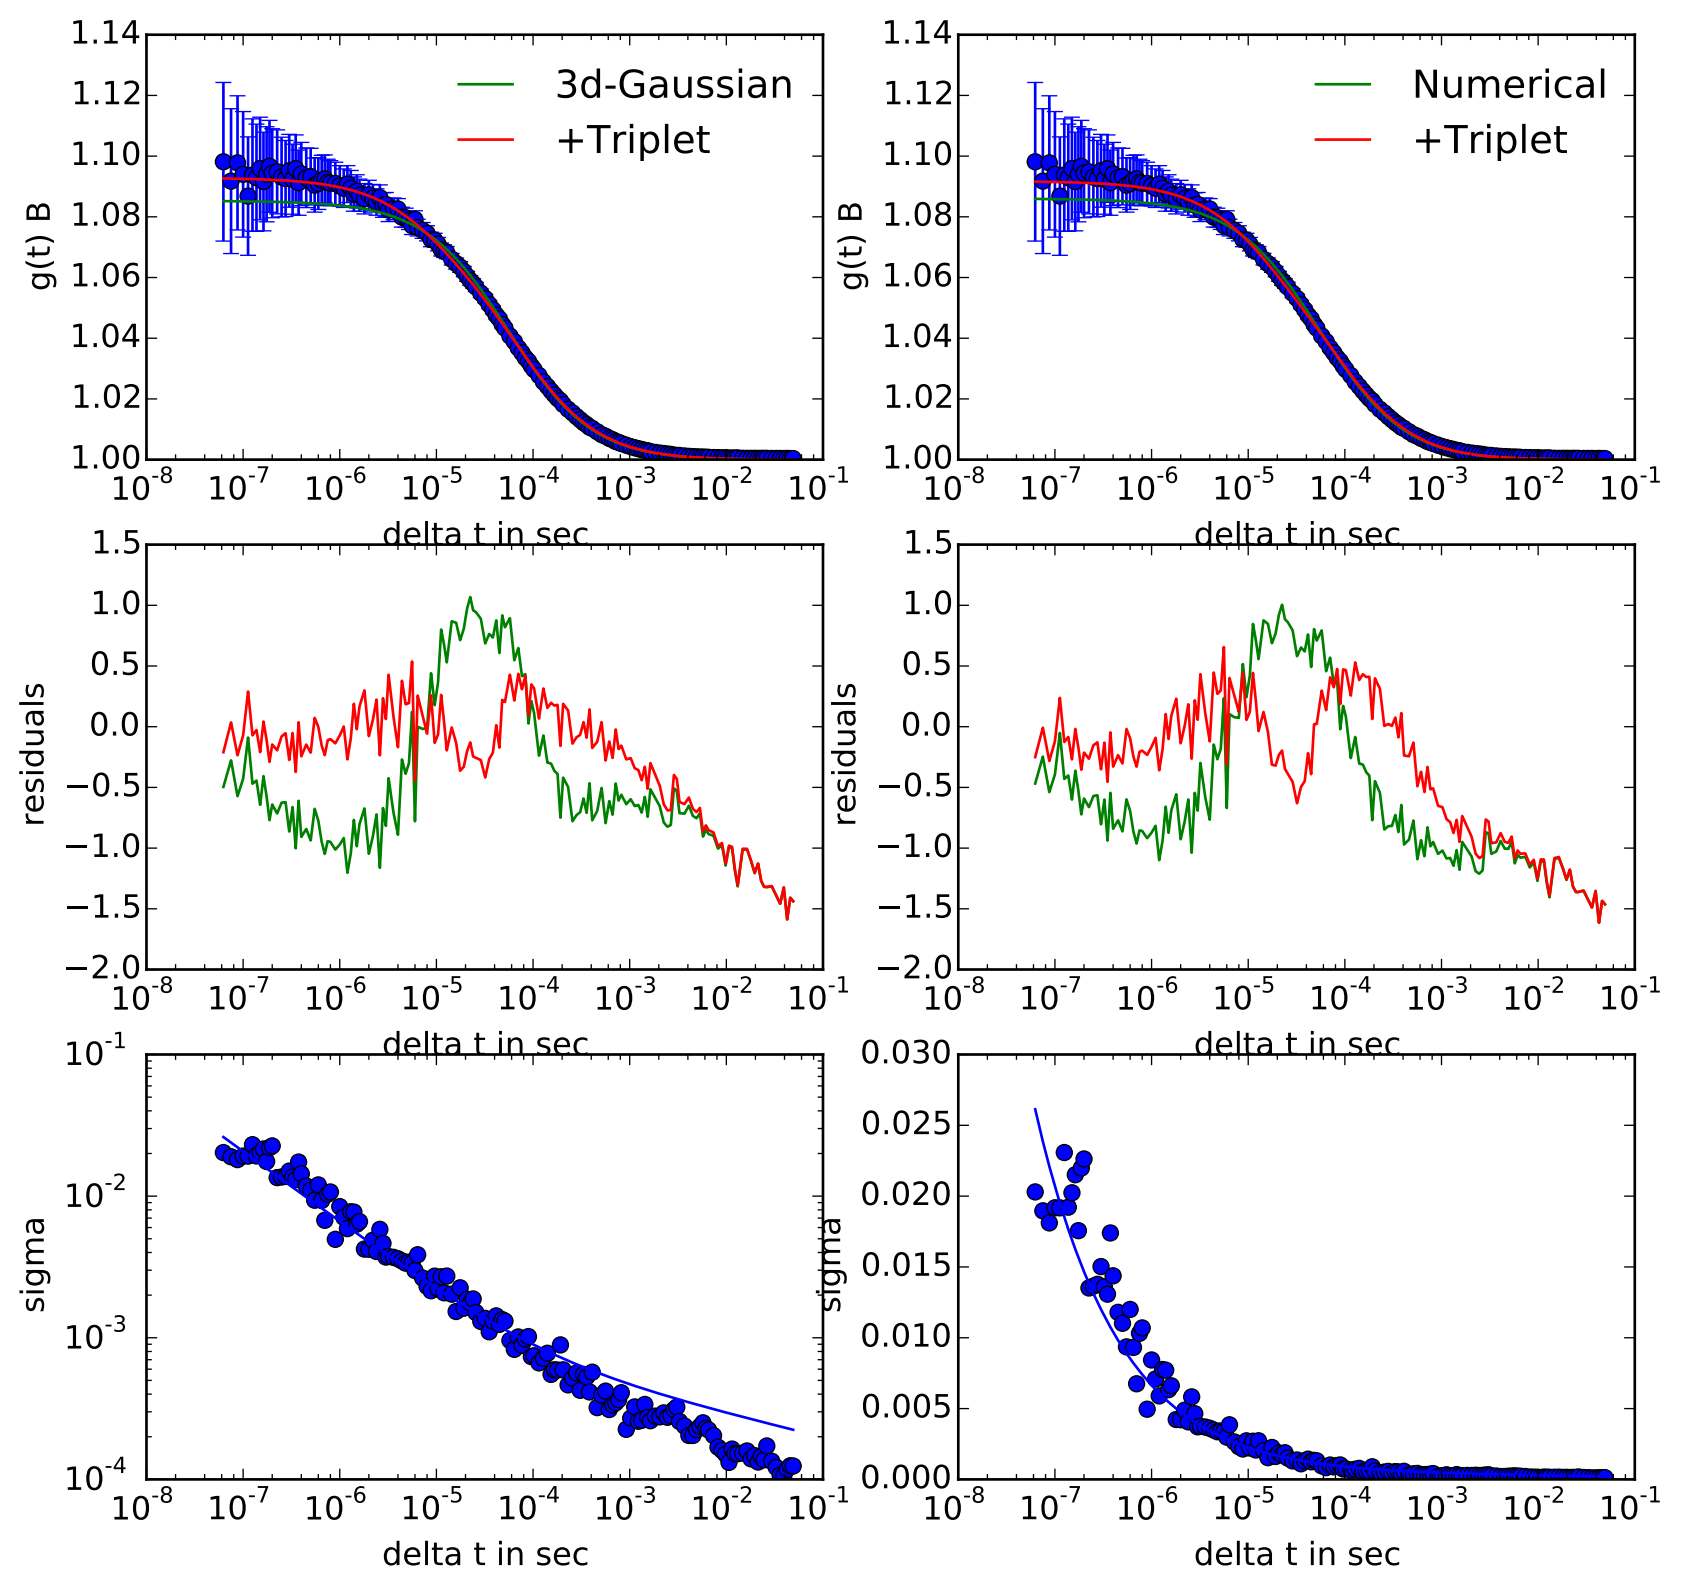 1.14 1.12 1.10 1.08 1.06 1.04 1.02 1.00
g(t) B
3d-Gaussian
+Triplet
10-8 10-7 10-6 10-5 10-4 10-3 10-2 10-1
delta t in sec
1.14 1.12 1.10 1.08 1.06 1.04 1.02 1.00
g(t) B
Numerical
+Triplet
10-8 10-7 10-6 10-5 10-4 10-3 10-2 10-1
delta t in sec
1.5 1.0 0.5 0.0 −0.5 −1.0 −1.5 −2.0
residuals
10-8 10-7 10-6 10-5 10-4 10-3 10-2 10-1
delta t in sec
1.5 1.0 0.5 0.0 −0.5 −1.0 −1.5 −2.0
residuals
10-8 10-7 10-6 10-5 10-4 10-3 10-2 10-1
delta t in sec
10-1 10-2 10-3 10-4
sigma
10-8 10-7 10-6 10-5 10-4 10-3 10-2 10-1
delta t in sec
0.030 0.025 0.020 0.015 0.010 0.005 0.000
sigma
10-8 10-7 10-6 10-5 10-4 10-3 10-2 10-1
delta t in sec